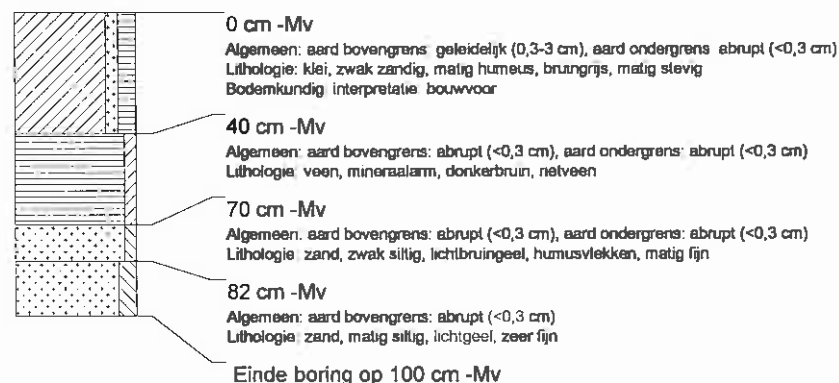 0 cm -Mv
Algemeen: aard bovengrens: geleidelijk (0,3-3 cm), aard ondergrens: abrupt (<0,3 cm)
Lithologie: klei, zwak zandig, matig humeus, bruingrijs, matig stevig
Bodemkundig interpretatie: bouwvoor
40 cm -Mv
Algemeen: aard bovengrens: abrupt (<0,3 cm), aard ondergrens: abrupt (<0,3 cm)
Lithologie: veen, mineraalarm, donkerbruin, rietveen
70 cm -Mv
Algemeen: aard bovengrens: abrupt (<0,3 cm), aard ondergrens: abrupt (<0,3 cm)
Lithologie: zand, zwak siltig, lichtbruingeel, humusvlekken, matig fijn
82 cm -Mv
Algemeen: aard bovengrens: abrupt (<0,3 cm)
Lithologie: zand, matig siltig, lichtgeel, zeer fijn
Einde boring op 100 cm -Mv